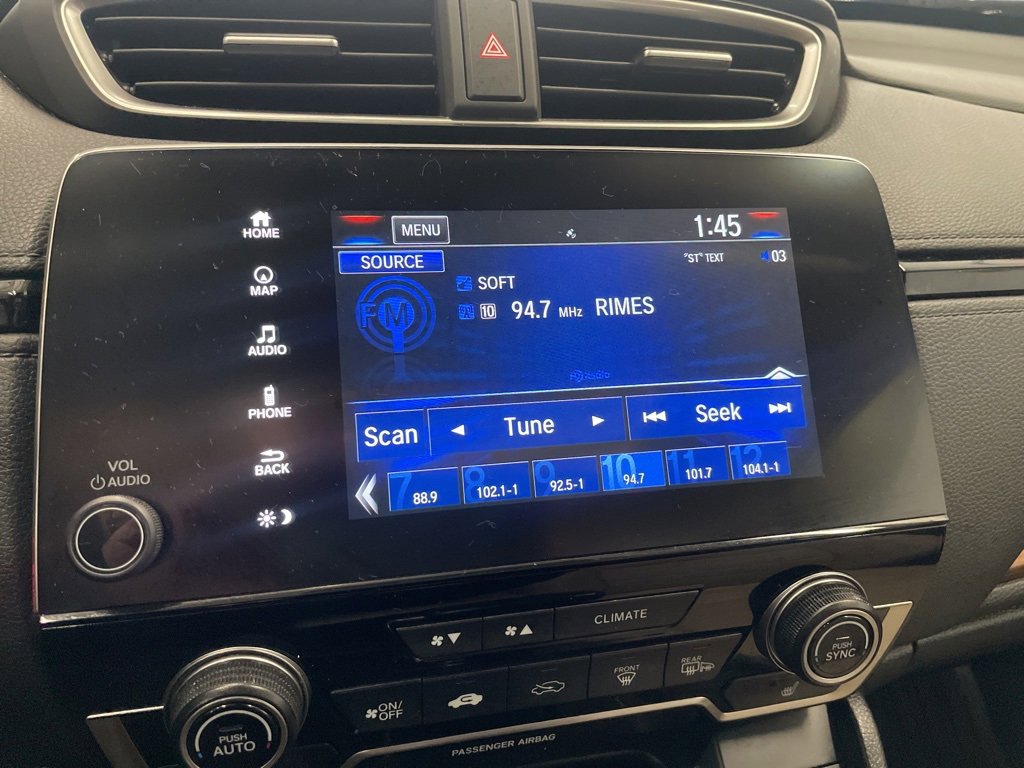 MENU
1:45
SOURCE
"ST" TEXT
03
FM
SOFT
10 94.7 MHz RIMES
Scan
Tune
Seek
7 88.9
8 102.1-1
9 92.5-1
10 94.7
11 101.7
12 104.1-1
HOME
MAP
AUDIO
PHONE
BACK
VOL
AUDIO
CLIMATE
PUSH
SYNC
FRONT
REAR
ON/
OFF
PUSH
AUTO
PASSENGER AIRBAG